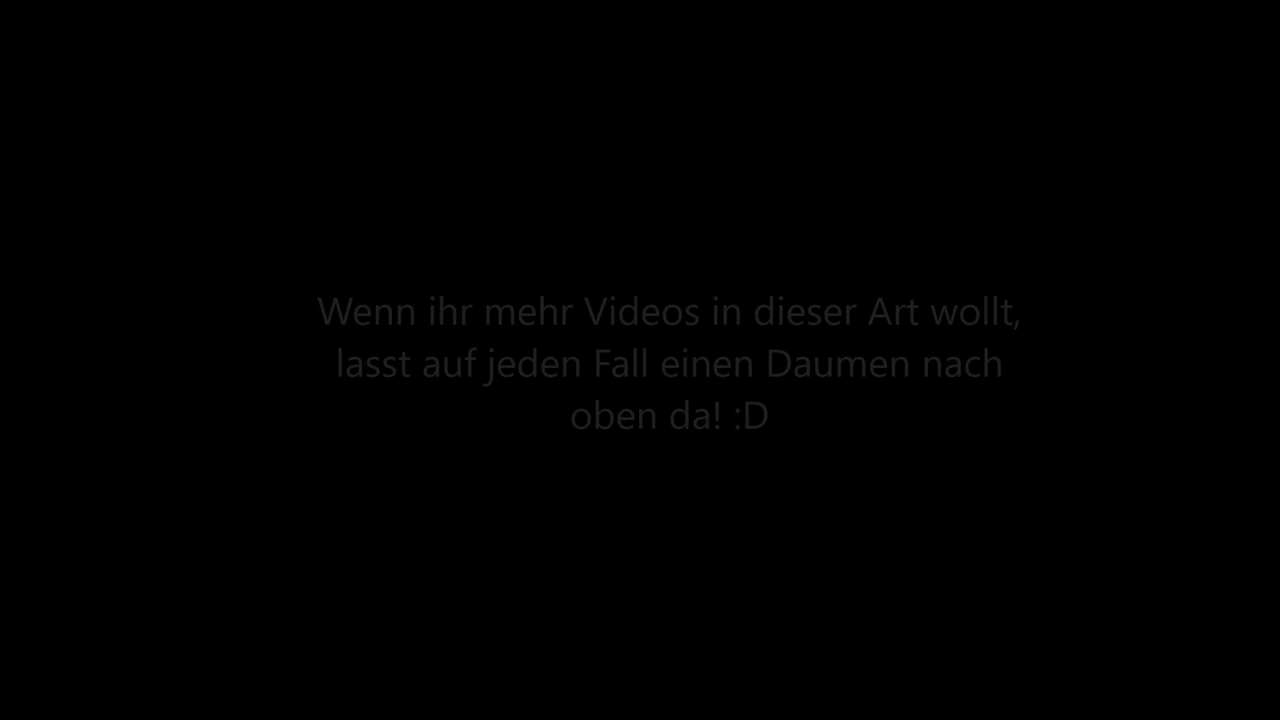 Wenn ihr mehr Videos in dieser Art wollt,
lasst auf jeden Fall einen Daumen nach
oben da! :D